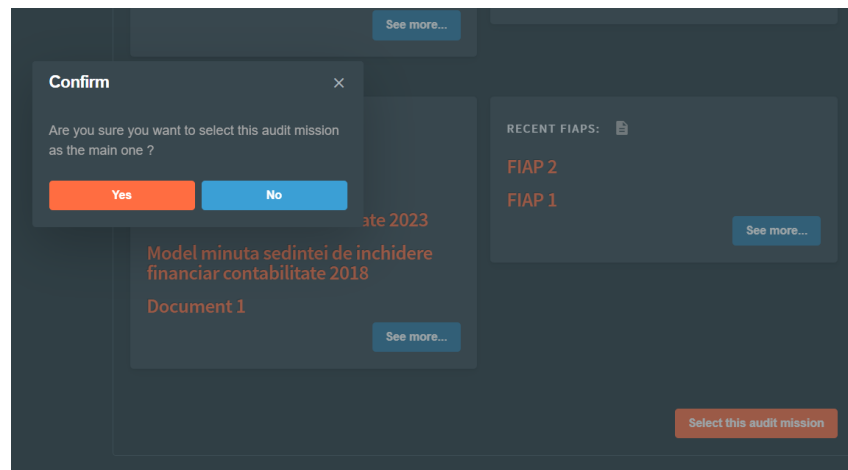 See more...
Confirm
×
Are you sure you want to select this audit mission
as the main one ?
Yes
No
ate 2023
Model minuta sedintei de inchidere
financiar contabilitate 2018
Document 1
See more...
RECENT FIAPS:
FIAP 2
FIAP 1
See more...
Select this audit mission